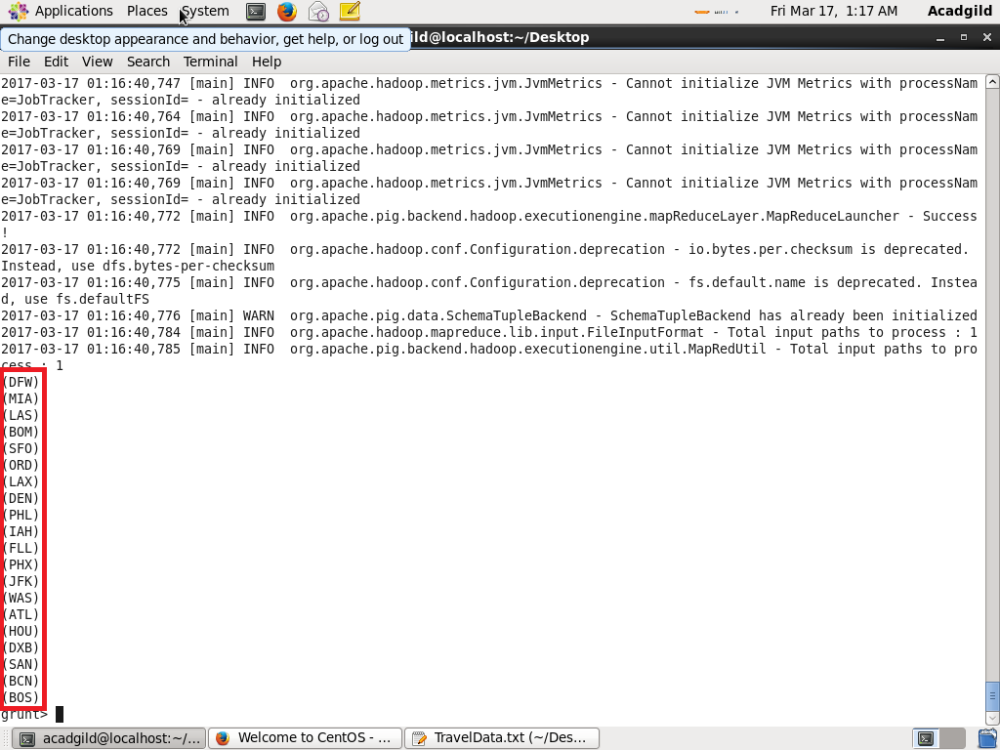 Applications Places System Fri Mar 17, 1:17 AM Acadgild
Change desktop appearance and behavior, get help, or log out
ild@localhost:~/Desktop
File Edit View Search Terminal Help
2017-03-17 01:16:40,747 [main] INFO  org.apache.hadoop.metrics.jvm.JvmMetrics - Cannot initialize JVM Metrics with processNam
e=JobTracker, sessionId= - already initialized
2017-03-17 01:16:40,764 [main] INFO  org.apache.hadoop.metrics.jvm.JvmMetrics - Cannot initialize JVM Metrics with processNam
e=JobTracker, sessionId= - already initialized
2017-03-17 01:16:40,769 [main] INFO  org.apache.hadoop.metrics.jvm.JvmMetrics - Cannot initialize JVM Metrics with processNam
e=JobTracker, sessionId= - already initialized
2017-03-17 01:16:40,769 [main] INFO  org.apache.hadoop.metrics.jvm.JvmMetrics - Cannot initialize JVM Metrics with processNam
e=JobTracker, sessionId= - already initialized
2017-03-17 01:16:40,772 [main] INFO  org.apache.pig.backend.hadoop.executionengine.mapReduceLayer.MapReduceLauncher - Success
!
2017-03-17 01:16:40,772 [main] INFO  org.apache.hadoop.conf.Configuration.deprecation - io.bytes.per.checksum is deprecated.
Instead, use dfs.bytes-per-checksum
2017-03-17 01:16:40,775 [main] INFO  org.apache.hadoop.conf.Configuration.deprecation - fs.default.name is deprecated. Instea
d, use fs.defaultFS
2017-03-17 01:16:40,776 [main] WARN  org.apache.pig.data.SchemaTupleBackend - SchemaTupleBackend has already been initialized
2017-03-17 01:16:40,784 [main] INFO  org.apache.hadoop.mapreduce.lib.input.FileInputFormat - Total input paths to process : 1
2017-03-17 01:16:40,785 [main] INFO  org.apache.pig.backend.hadoop.executionengine.util.MapRedUtil - Total input paths to pro
cess : 1
(DFW)
(MIA)
(LAS)
(BOM)
(SFO)
(ORD)
(LAX)
(DEN)
(PHL)
(IAH)
(FLL)
(PHX)
(JFK)
(WAS)
(ATL)
(HOU)
(DXB)
(SAN)
(BCN)
(BOS)
grunt>
acadgild@localhost:~/... Welcome to CentOS - ... TravelData.txt (~/Des...